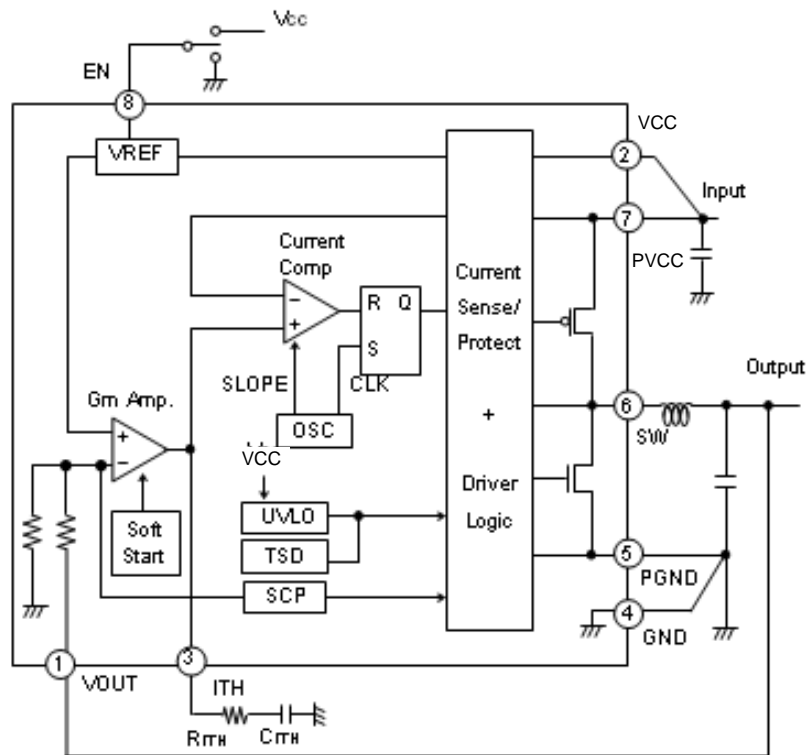 Vcc
EN
8
VCC
VREF
2
Input
7
Current
Comp
PVCC
Current
Sense/
Protect
+
Driver
Logic
−
+
R Q
S
SLOPE
CLK
OSC
Gm Amp.
+
−
Output
6
SW
VCC
UVLO
TSD
SCP
Soft
Start
5
PGND
4
GND
1
VOUT
3
ITH
RITH
CITH